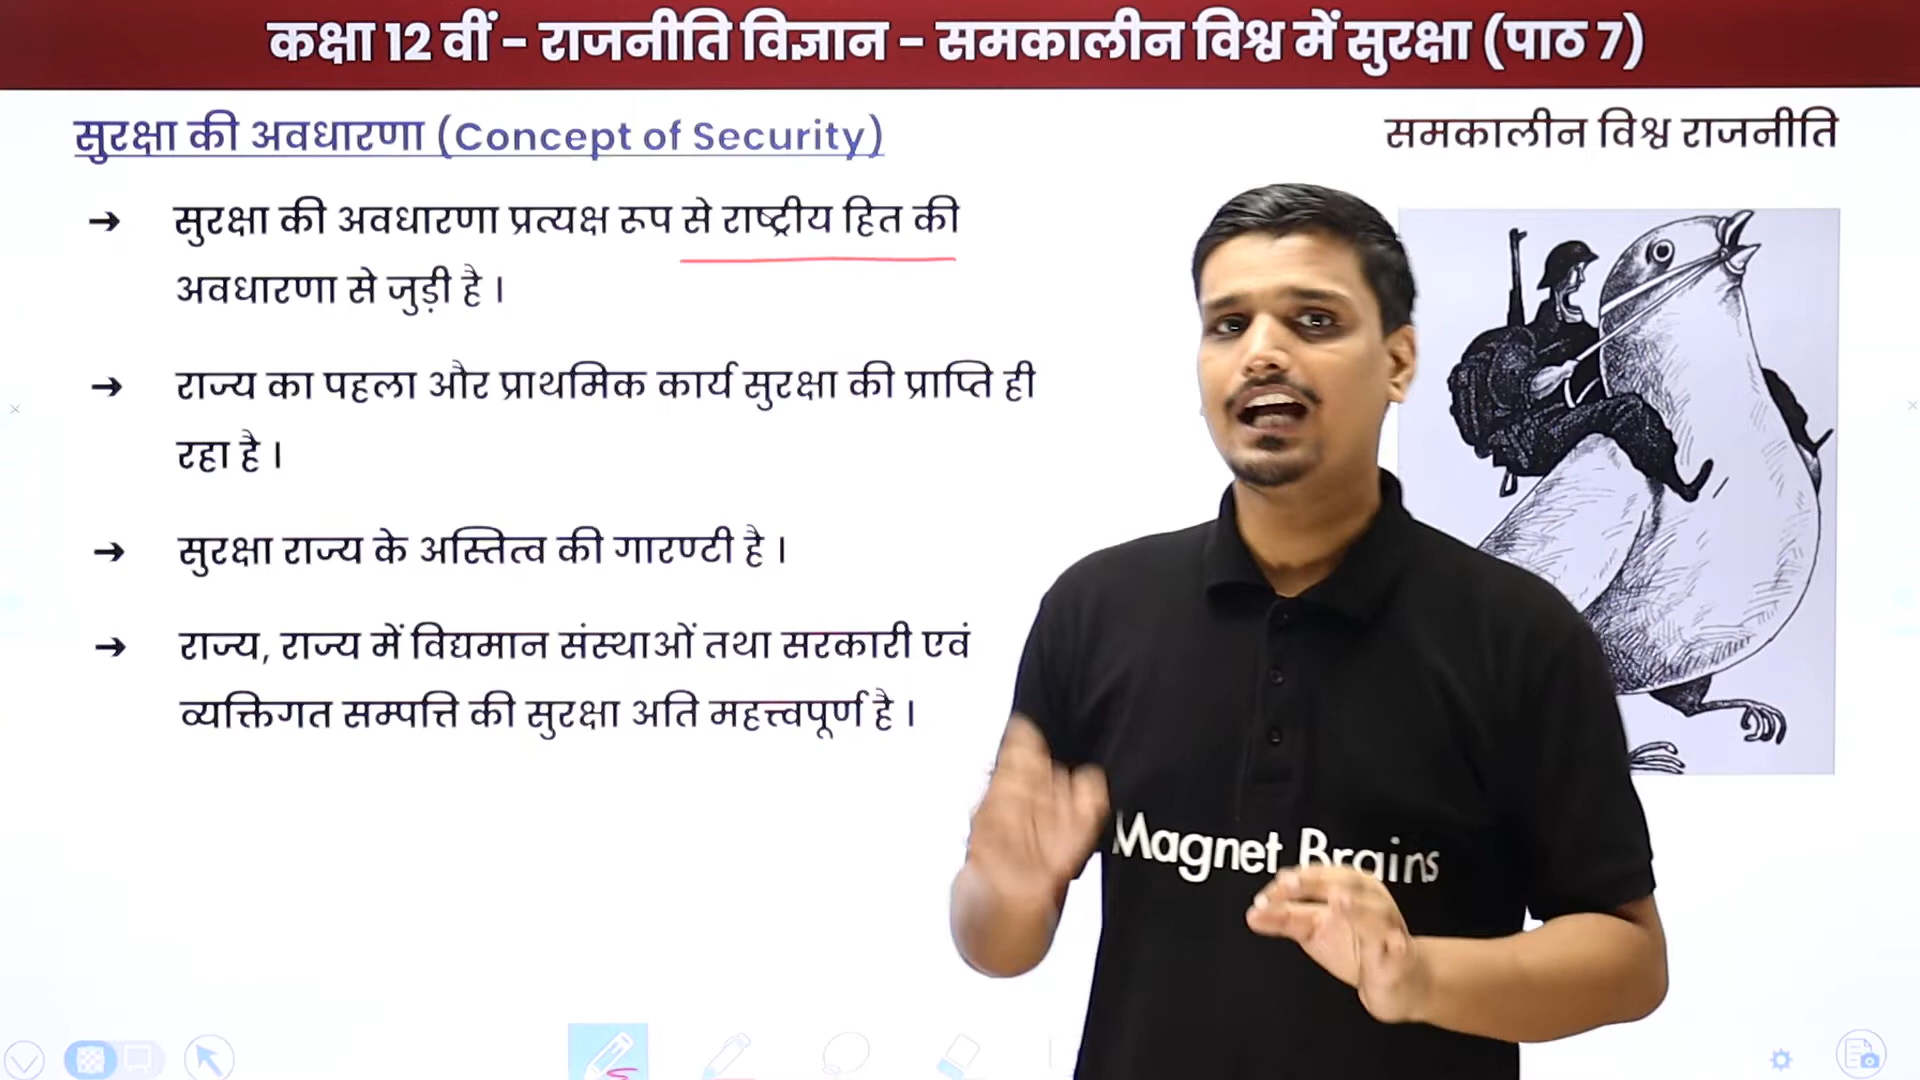 कक्षा 12 वीं - राजनीति विज्ञान - समकालीन विश्व में सुरक्षा (पाठ 7)
सुरक्षा की अवधारणा (Concept of Security)
समकालीन विश्व राजनीति
➔ सुरक्षा की अवधारणा प्रत्यक्ष रूप से राष्ट्रीय हित की
अवधारणा से जुड़ी है ।
➔ राज्य का पहला और प्राथमिक कार्य सुरक्षा की प्राप्ति ही
रहा है ।
➔ सुरक्षा राज्य के अस्तित्व की गारण्टी है ।
➔ राज्य, राज्य में विद्यमान संस्थाओं तथा सरकारी एवं
व्यक्तिगत सम्पत्ति की सुरक्षा अति महत्त्वपूर्ण है ।
Magnet Brains